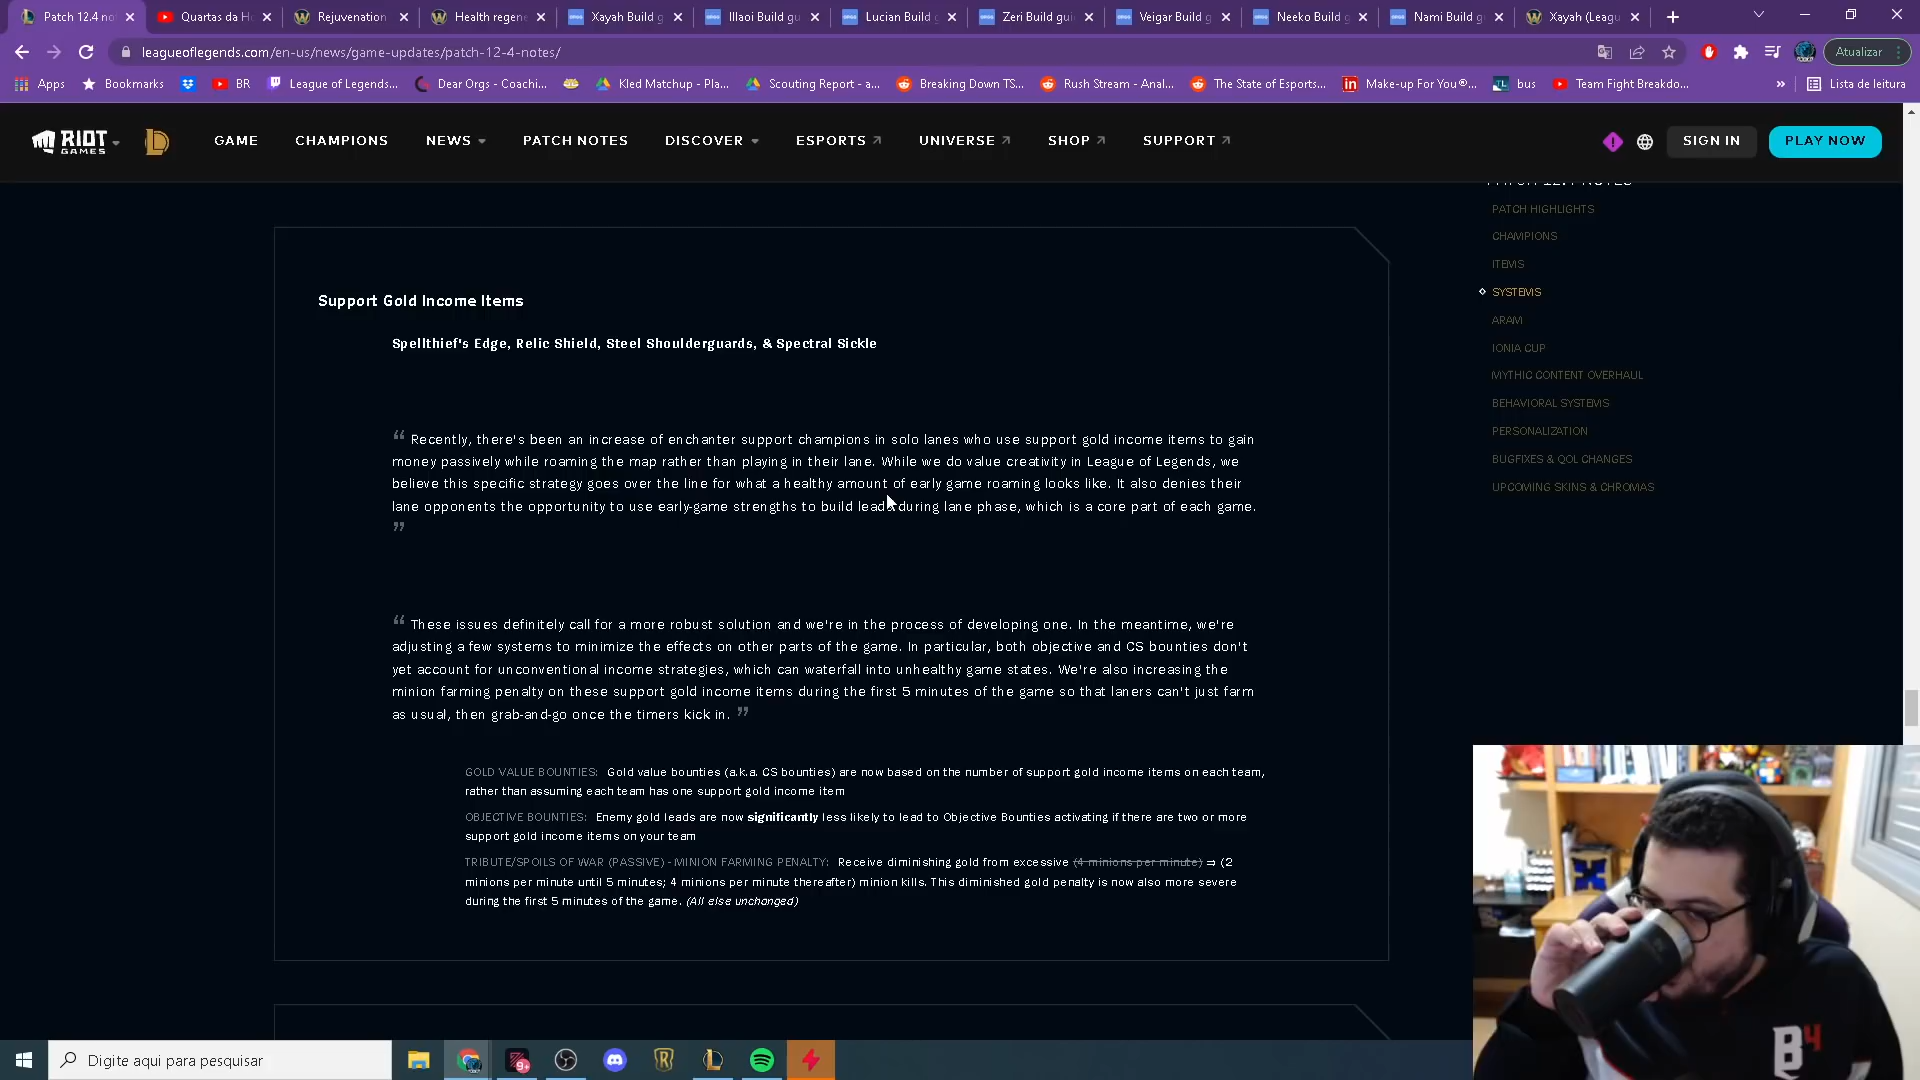 Patch 12.4 no
Quartas da H
Rejuvenation
Health regene
Xayah Build g
Illaoi Build gu
Lucian Build g
Zeri Build gui
Veigar Build g
Neeko Build g
Nami Build g
Xayah (Leagu
leagueoflegends.com/en-us/news/game-updates/patch-12-4-notes/
Atualizar
Apps
Bookmarks
BR
League of Legends...
Dear Orgs - Coachi...
Kled Matchup - Pla...
Scouting Report - a...
Breaking Down TS...
Rush Stream - Anal...
The State of Esports...
Make-up For You®...
bus
Team Fight Breakdo...
»
Lista de leitura
RIOT GAMES
GAME
CHAMPIONS
NEWS
PATCH NOTES
DISCOVER
ESPORTS
UNIVERSE
SHOP
SUPPORT
SIGN IN
PLAY NOW
PATCH 12.4 NOTES
PATCH HIGHLIGHTS
CHAMPIONS
ITEMS
SYSTEMS
ARAM
IONIA CUP
MYTHIC CONTENT OVERHAUL
BEHAVIORAL SYSTEMS
PERSONALIZATION
BUGFIXES & QOL CHANGES
UPCOMING SKINS & CHROMAS
Support Gold Income Items
Spellthief's Edge, Relic Shield, Steel Shoulderguards, & Spectral Sickle
“ Recently, there's been an increase of enchanter support champions in solo lanes who use support gold income items to gain
money passively while roaming the map rather than playing in their lane. While we do value creativity in League of Legends, we
believe this specific strategy goes over the line for what a healthy amount of early game roaming looks like. It also denies their
lane opponents the opportunity to use early-game strengths to build leads during lane phase, which is a core part of each game.
”
“ These issues definitely call for a more robust solution and we're in the process of developing one. In the meantime, we're
adjusting a few systems to minimize the effects on other parts of the game. In particular, both objective and CS bounties don't
yet account for unconventional income strategies, which can waterfall into unhealthy game states. We're also increasing the
minion farming penalty on these support gold income items during the first 5 minutes of the game so that laners can't just farm
as usual, then grab-and-go once the timers kick in. ”
GOLD VALUE BOUNTIES: Gold value bounties (a.k.a. CS bounties) are now based on the number of support gold income items on each team,
rather than assuming each team has one support gold income item
OBJECTIVE BOUNTIES: Enemy gold leads are now significantly less likely to lead to Objective Bounties activating if there are two or more
support gold income items on your team
TRIBUTE/SPOILS OF WAR (PASSIVE) - MINION FARMING PENALTY: Receive diminishing gold from excessive (4 minions per minute) ⇒ (2
minions per minute until 5 minutes; 4 minions per minute thereafter) minion kills. This diminished gold penalty is now also more severe
during the first 5 minutes of the game. (All else unchanged)
B4
Digite aqui para pesquisar
9+